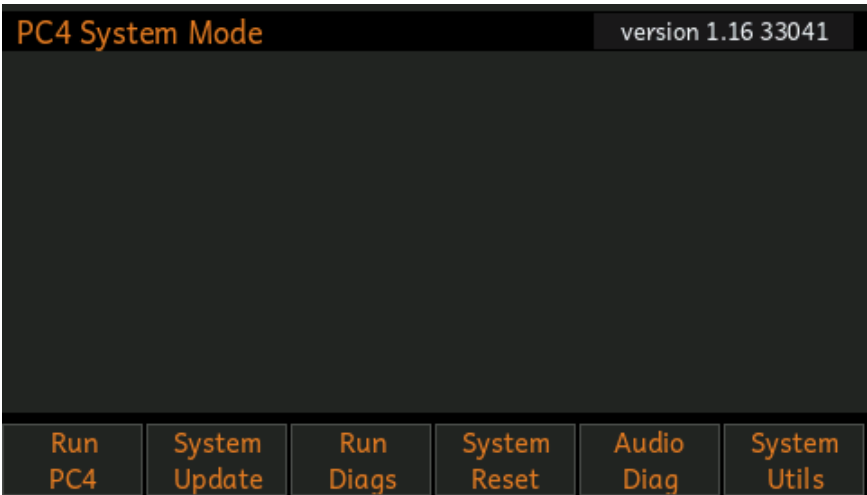 PC4 System Mode version 1.16 33041
Run System Run System Audio System
PC4 Update Diags Reset Diag Utils